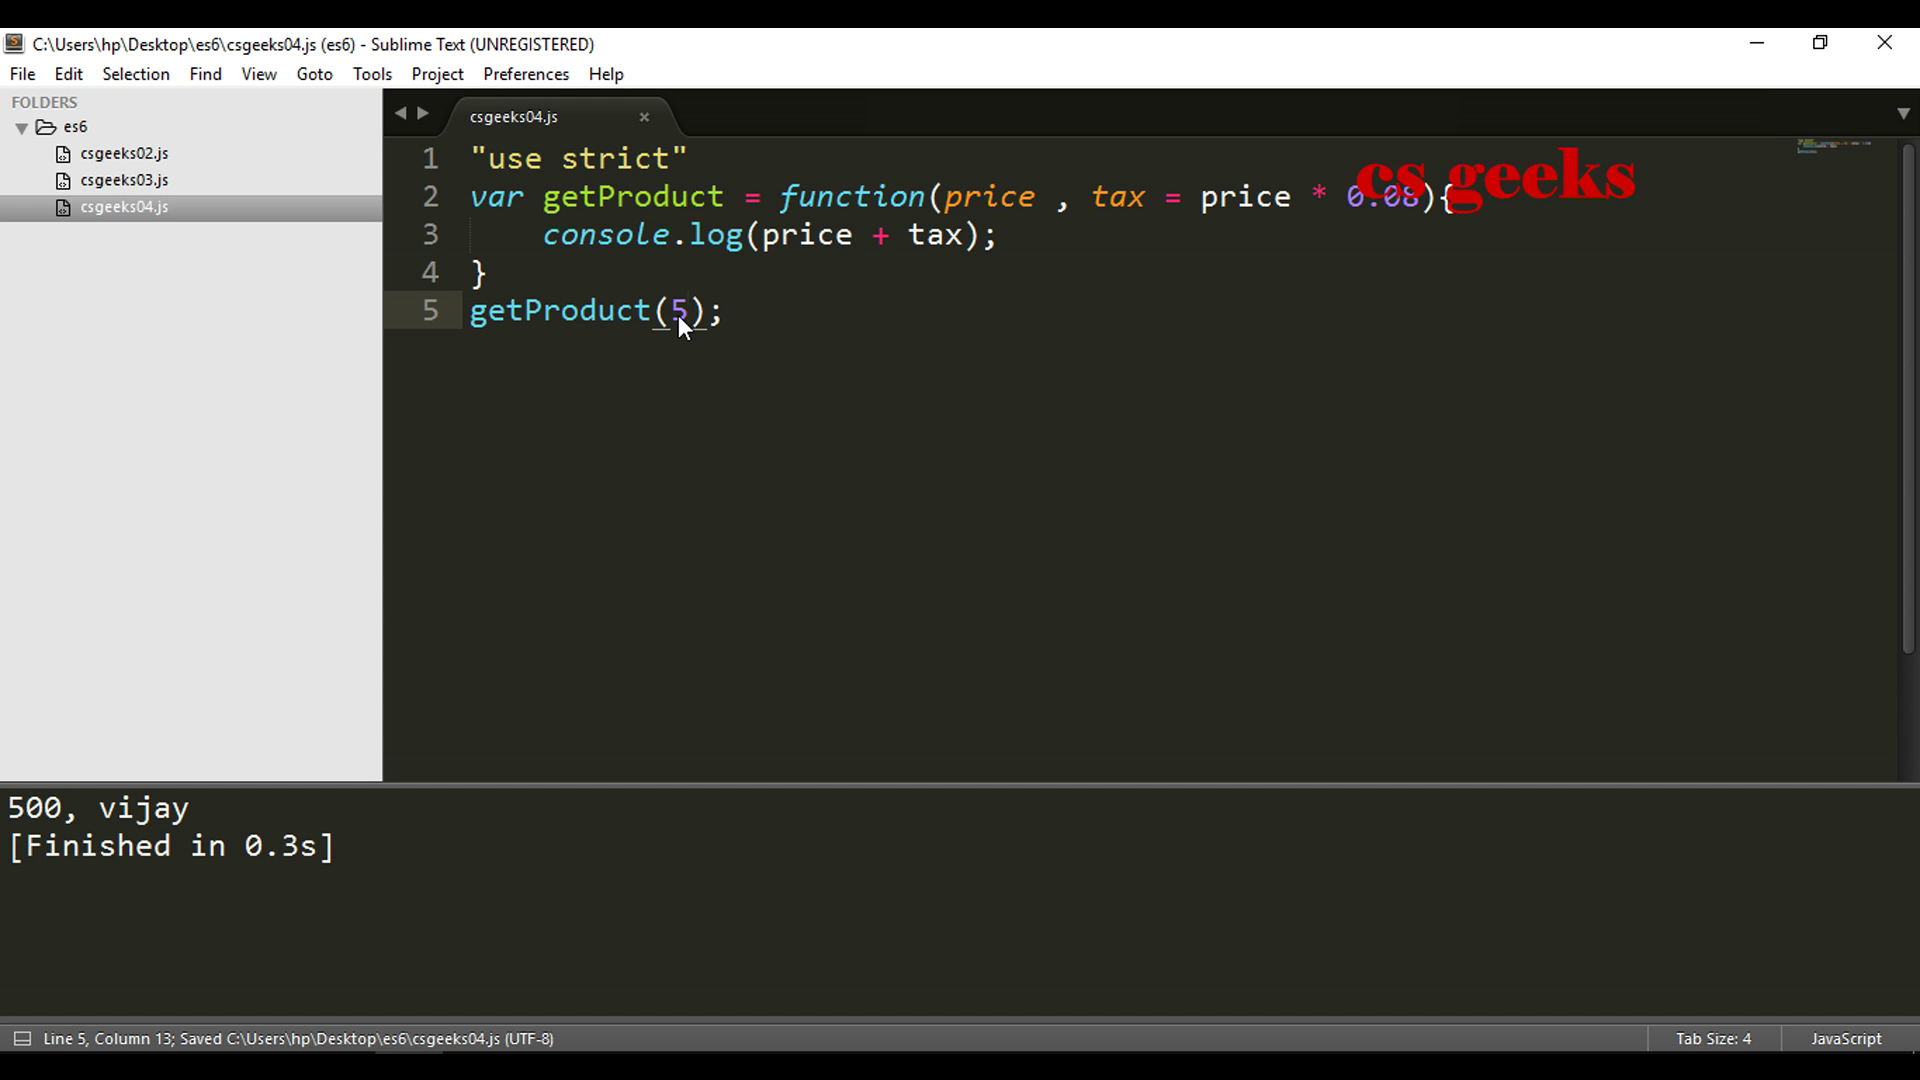 C:\Users\hp\Desktop\es6\csgeeks04.js (es6) - Sublime Text (UNREGISTERED)
File Edit Selection Find View Goto Tools Project Preferences Help
FOLDERS
es6
csgeeks02.js
csgeeks03.js
csgeeks04.js
csgeeks04.js
cs geeks
1 "use strict"
2 var getProduct = function(price , tax = price * 0.08){
3 console.log(price + tax);
4 }
5 getProduct(5);
500, vijay
[Finished in 0.3s]
Line 5, Column 13; Saved C:\Users\hp\Desktop\es6\csgeeks04.js (UTF-8)
Tab Size: 4
JavaScript